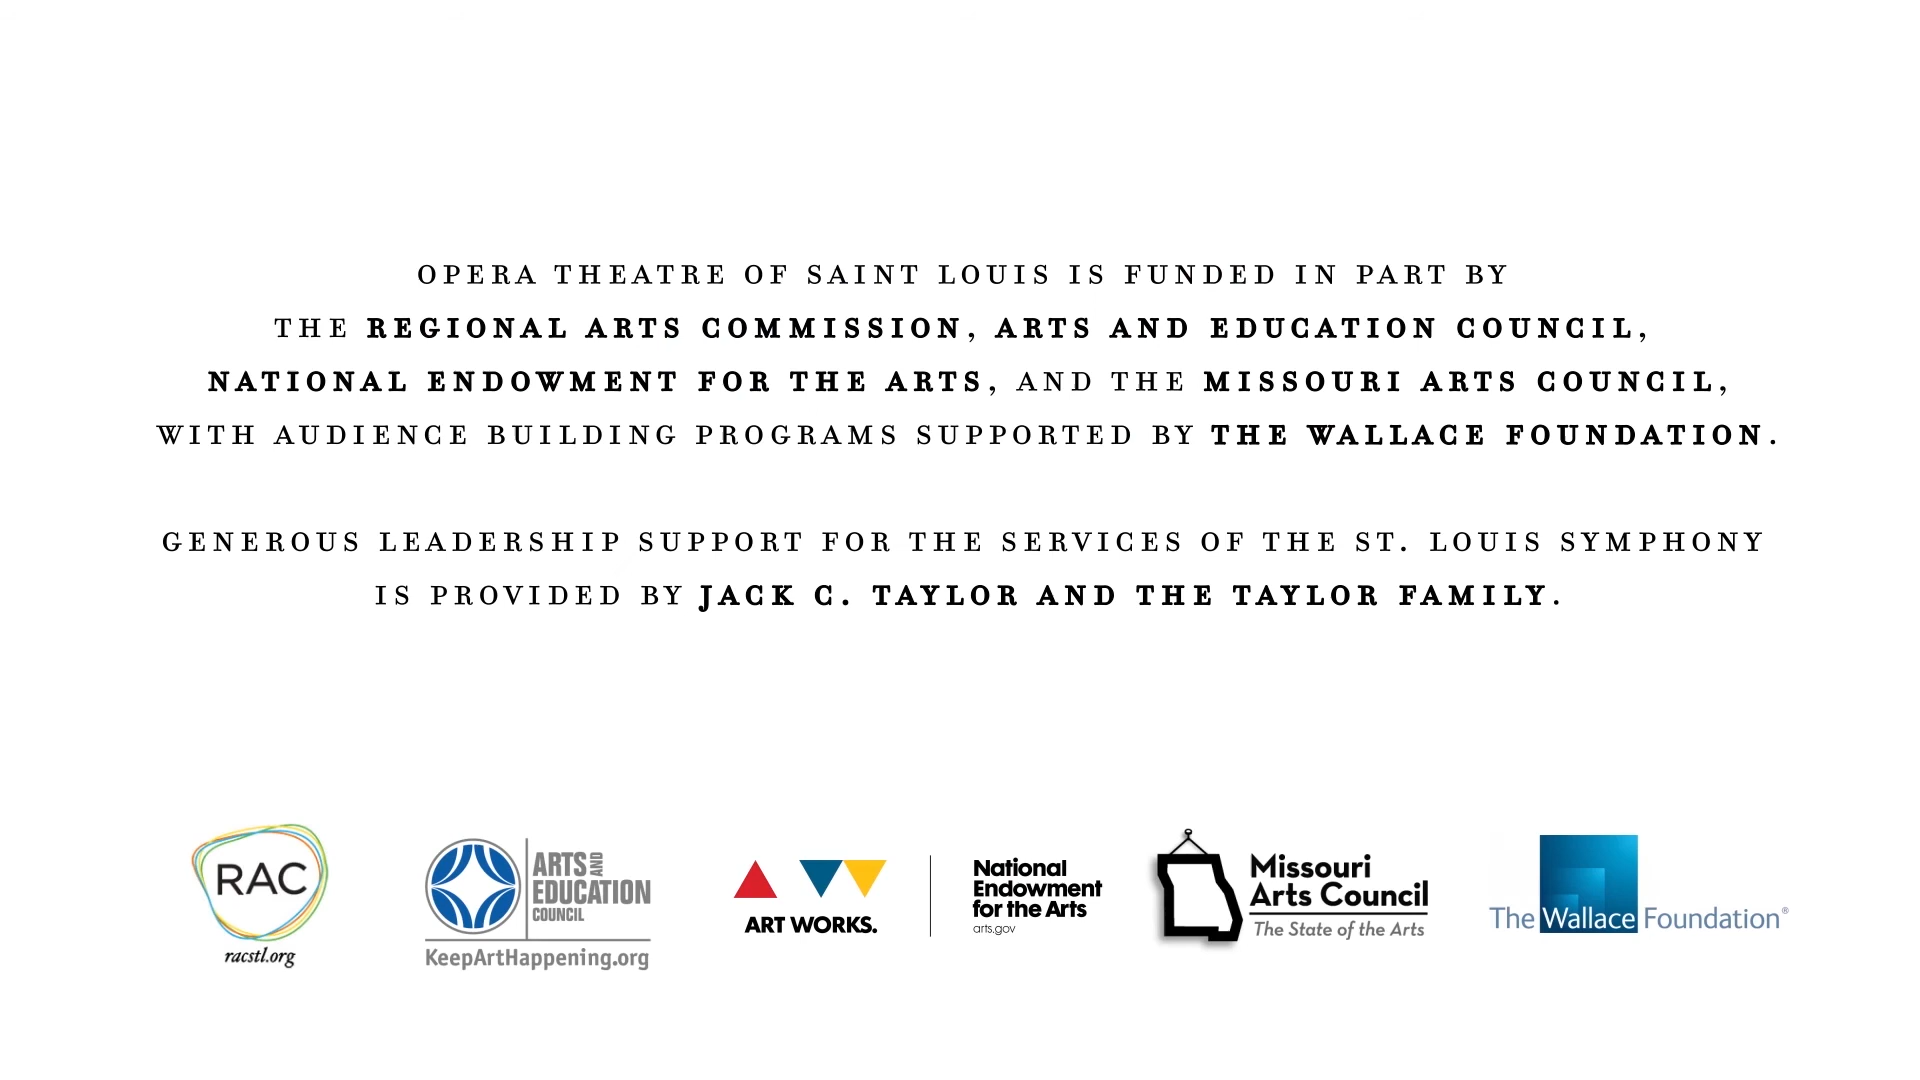 OPERA THEATRE OF SAINT LOUIS IS FUNDED IN PART BY
THE REGIONAL ARTS COMMISSION, ARTS AND EDUCATION COUNCIL,
NATIONAL ENDOWMENT FOR THE ARTS, AND THE MISSOURI ARTS COUNCIL,
WITH AUDIENCE BUILDING PROGRAMS SUPPORTED BY THE WALLACE FOUNDATION.
GENEROUS LEADERSHIP SUPPORT FOR THE SERVICES OF THE ST. LOUIS SYMPHONY
IS PROVIDED BY JACK C. TAYLOR AND THE TAYLOR FAMILY.
RAC
racstl.org
ARTS AND
EDUCATION
COUNCIL
KeepArtHappening.org
ART WORKS.
National
Endowment
for the Arts
arts.gov
Missouri
Arts Council
The State of the Arts
The Wallace Foundation®